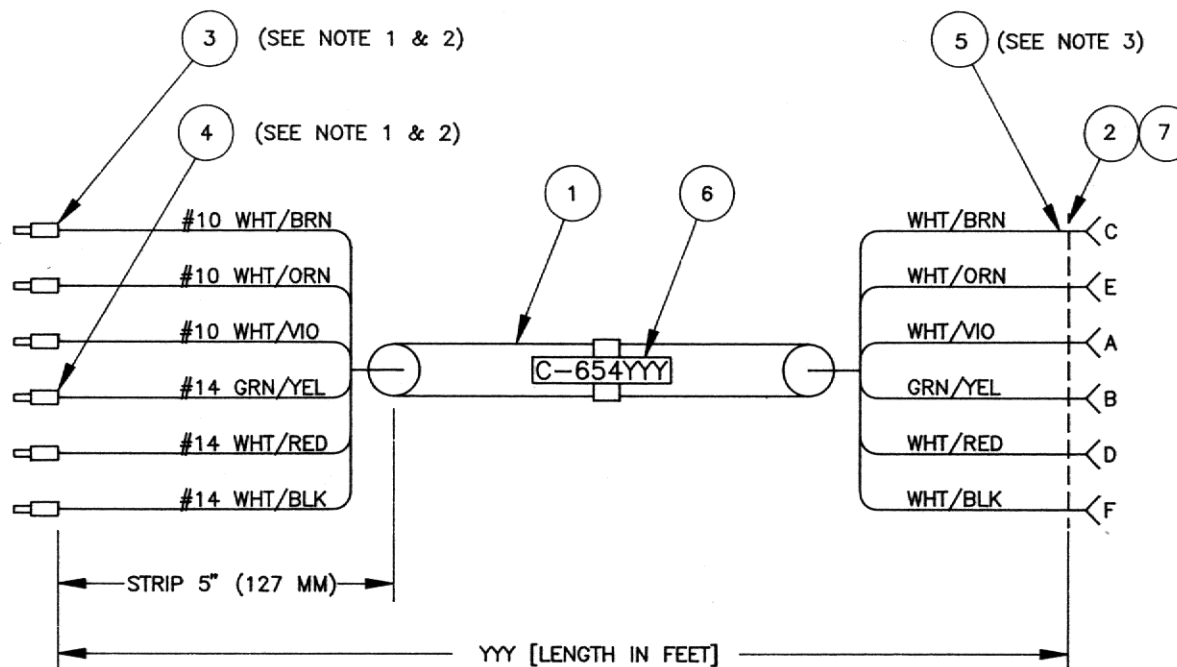 3 (SEE NOTE 1 & 2)
5 (SEE NOTE 3)
4 (SEE NOTE 1 & 2)
2 7
1
6
#10 WHT/BRN
WHT/BRN
C
#10 WHT/ORN
WHT/ORN
E
#10 WHT/VIO
WHT/VIO
A
C-654YYY
#14 GRN/YEL
GRN/YEL
B
#14 WHT/RED
WHT/RED
D
#14 WHT/BLK
WHT/BLK
F
STRIP 5" (127 MM)
YYY [LENGTH IN FEET]